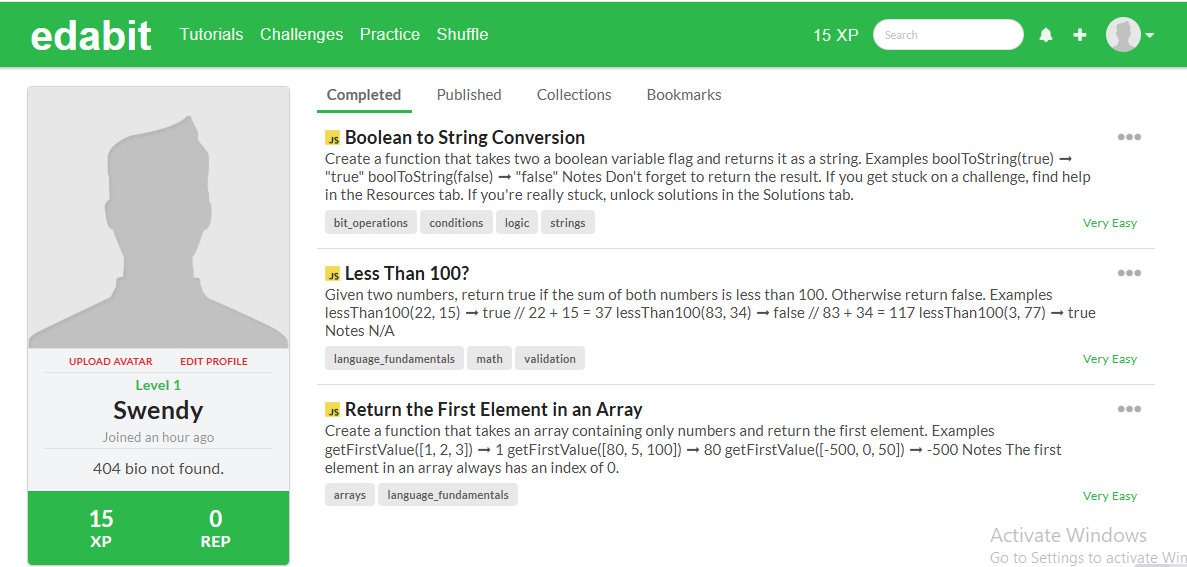 edabit
Tutorials Challenges Practice Shuffle
15 XP
Search
Completed Published Collections Bookmarks
JS Boolean to String Conversion
Create a function that takes two a boolean variable flag and returns it as a string. Examples boolToString(true) →
"true" boolToString(false) → "false" Notes Don't forget to return the result. If you get stuck on a challenge, find help
in the Resources tab. If you're really stuck, unlock solutions in the Solutions tab.
bit_operations conditions logic strings
Very Easy
JS Less Than 100?
Given two numbers, return true if the sum of both numbers is less than 100. Otherwise return false. Examples
lessThan100(22, 15) → true // 22 + 15 = 37 lessThan100(83, 34) → false // 83 + 34 = 117 lessThan100(3, 77) → true
Notes N/A
language_fundamentals math validation
Very Easy
JS Return the First Element in an Array
Create a function that takes an array containing only numbers and return the first element. Examples
getFirstValue([1, 2, 3]) → 1 getFirstValue([80, 5, 100]) → 80 getFirstValue([-500, 0, 50]) → -500 Notes The first
element in an array always has an index of 0.
arrays language_fundamentals
Very Easy
UPLOAD AVATAR EDIT PROFILE
Level 1
Swendy
Joined an hour ago
404 bio not found.
15 0
XP REP
Activate Windows
Go to Settings to activate Win